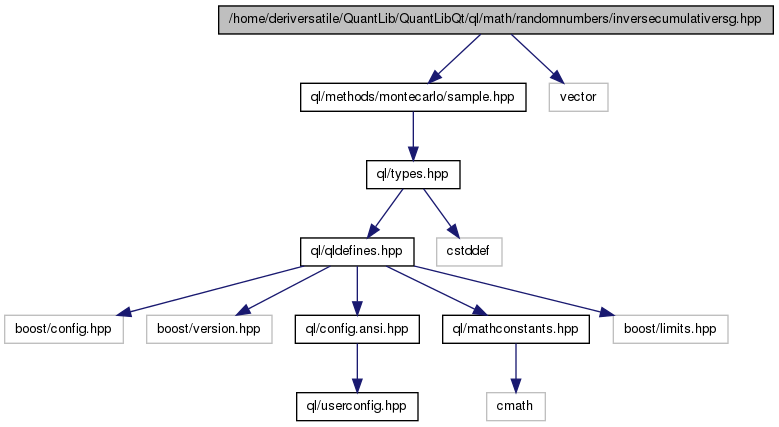 /home/deriversatile/QuantLib/QuantLibQt/ql/math/randomnumbers/inversecumulativersg.hpp
ql/methods/montecarlo/sample.hpp
vector
ql/types.hpp
ql/qldefines.hpp
cstddef
boost/config.hpp
boost/version.hpp
ql/config.ansi.hpp
ql/mathconstants.hpp
boost/limits.hpp
ql/userconfig.hpp
cmath